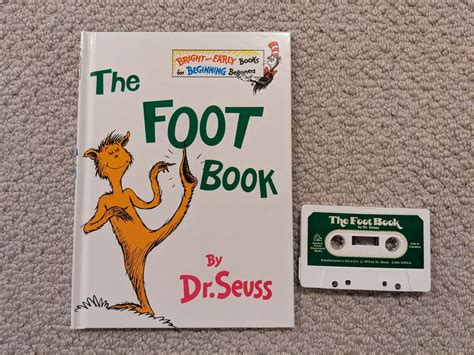 BRIGHT and EARLY Books
for BEGINNING Beginners
The
FOOT
BOOK
By
Dr. Seuss
The Foot Book
by Dr. Seuss